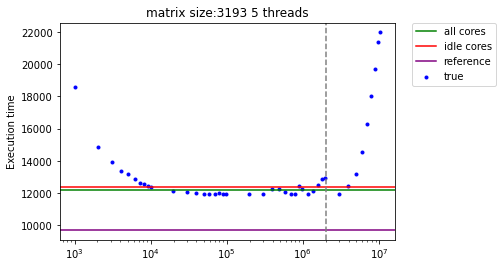 matrix size:3193 5 threads
all cores
idle cores
reference
true
Execution time
22000
20000
18000
16000
14000
12000
10000
10³ 10⁴ 10⁵ 10⁶ 10⁷